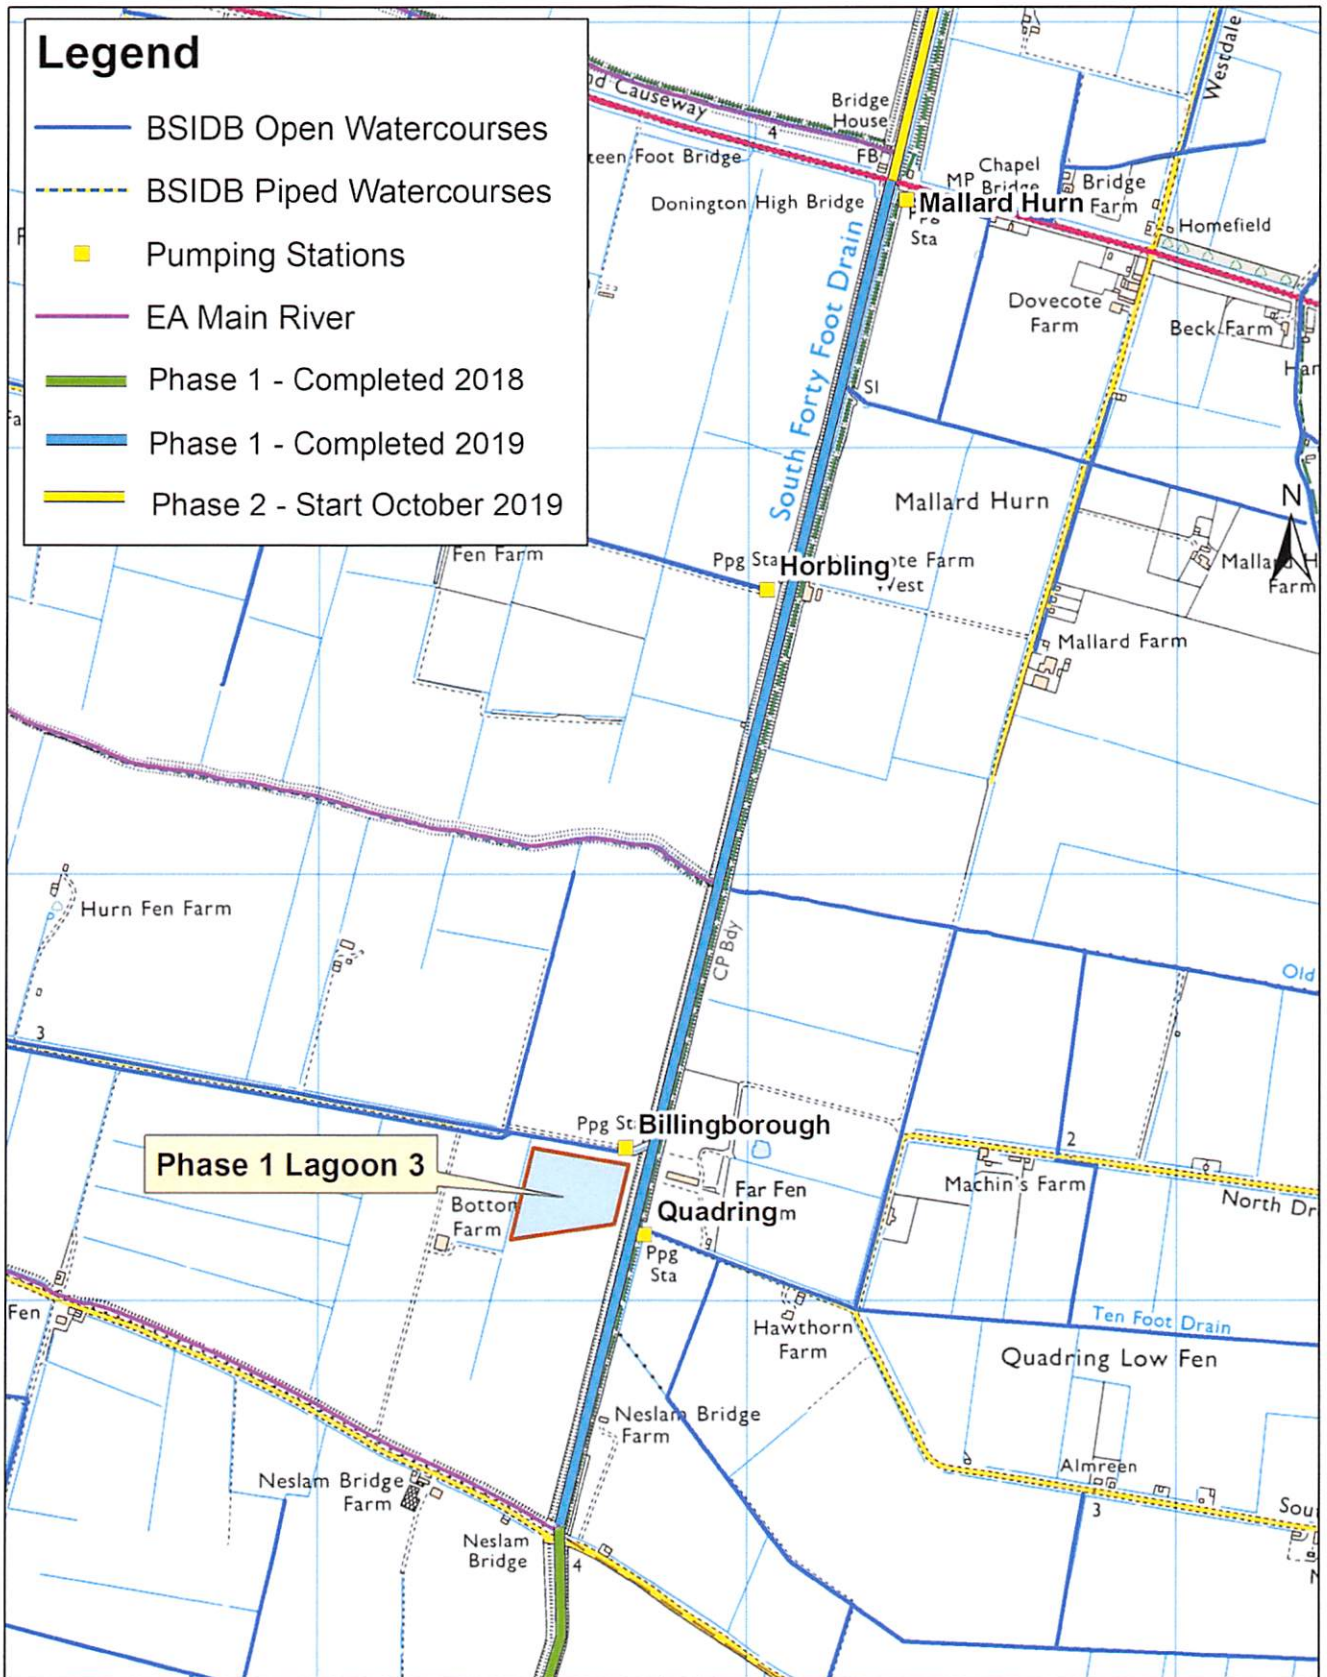 Legend
BSIDB Open Watercourses
BSIDB Piped Watercourses
Pumping Stations
EA Main River
Phase 1 - Completed 2018
Phase 1 - Completed 2019
Phase 2 - Start October 2019
Causeway
4
Bridge
House
FB
Foot Bridge
Donington High Bridge
MP
Chapel
Bridge
Bridge
Farm
Westdale
Mallard Hurn
Sta
Homefield
Dovecote
Farm
Beck Farm
South Forty Foot Drain
SI
Mallard Hurn
N
Fen Farm
Ppg Sta
Horbling
Farm
West
Farm
Mallard Farm
Hurn Fen Farm
CP Bdy
Old
3
Ppg
Billingborough
Phase 1 Lagoon 3
Farm
Far Fen
Quadring
Ppg
Sta
2
Machin's Farm
North Dr
Fen
Hawthorn
Farm
Ten Foot Drain
Quadring Low Fen
Neslam Bridge
Farm
Neslam Bridge
Farm
Almreen
3
Neslam
Bridge
4